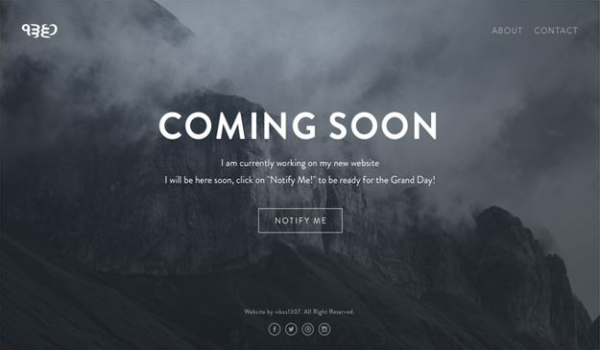 ABOUT CONTACT
COMING SOON
I am currently working on my new website
I will be here soon, click on "Notify Me!" to be ready for the Grand Day!
NOTIFY ME
Website by vikas1307. All Right Reserved.